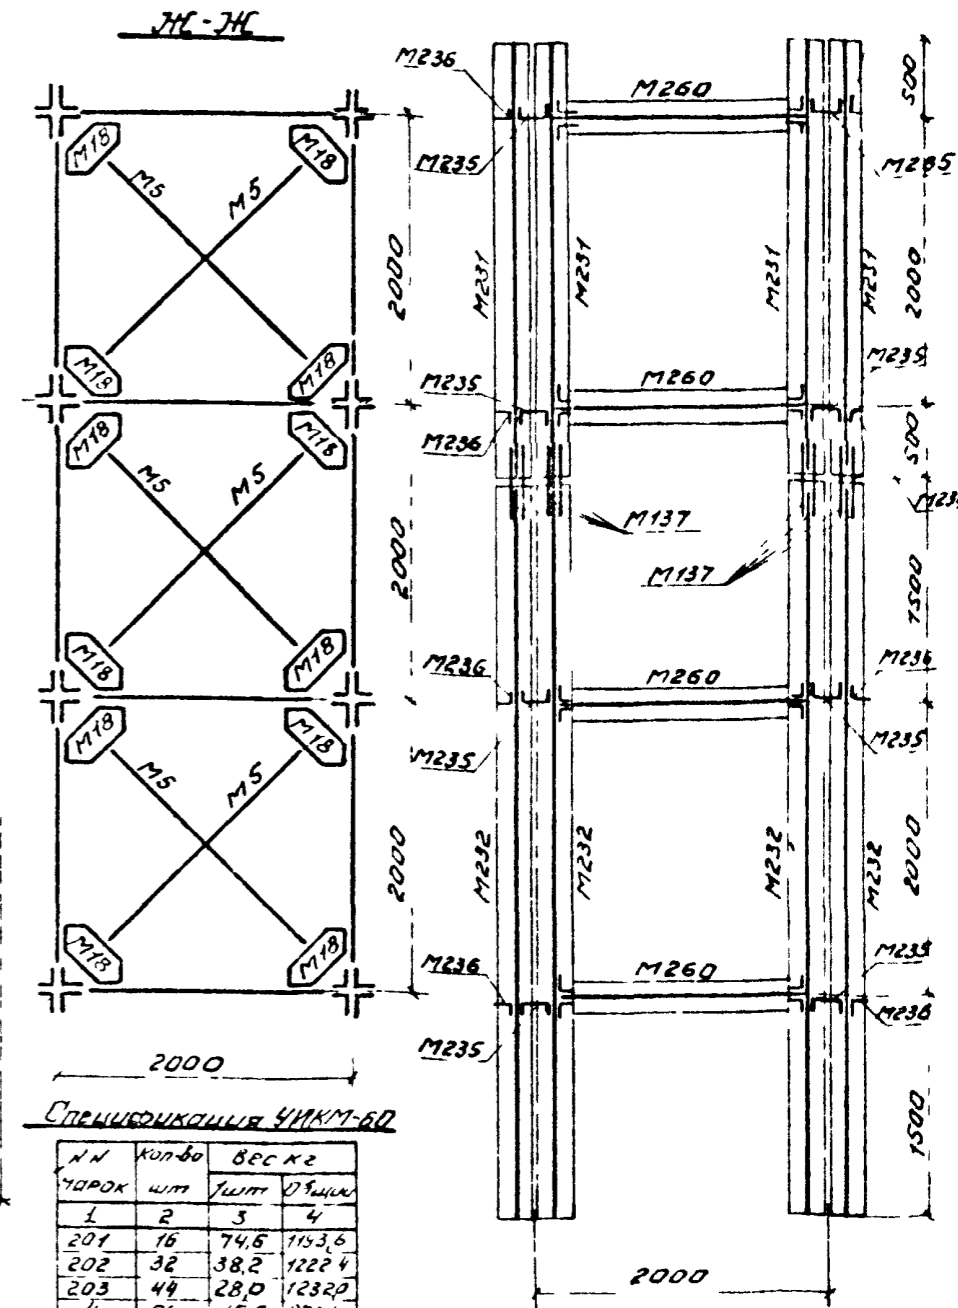 Ж-Ж
М18 М18
М5 М5
М18 М18
2000
М18 М18
М5 М5
М18 М18
2000
М18 М18
М5 М5
М18 М18
2000
2000
М236 М260 500
М235 М235
М231 М231 М231 М231 2000
М235 М260 М235
М236 500
М137
М137 1500
М236 М260 М236
М235 М235
М232 М232 М232 М232 2000
М236 М260 М235
М235 М236
1500
2000
Спецификация УИКМ-60
NN марок Кол-во шт Вес кг
1шт Общий
1 2 3 4
201 16 74,6 1193,6
202 32 38,2 1222 4
203 44 28,0 1232,0